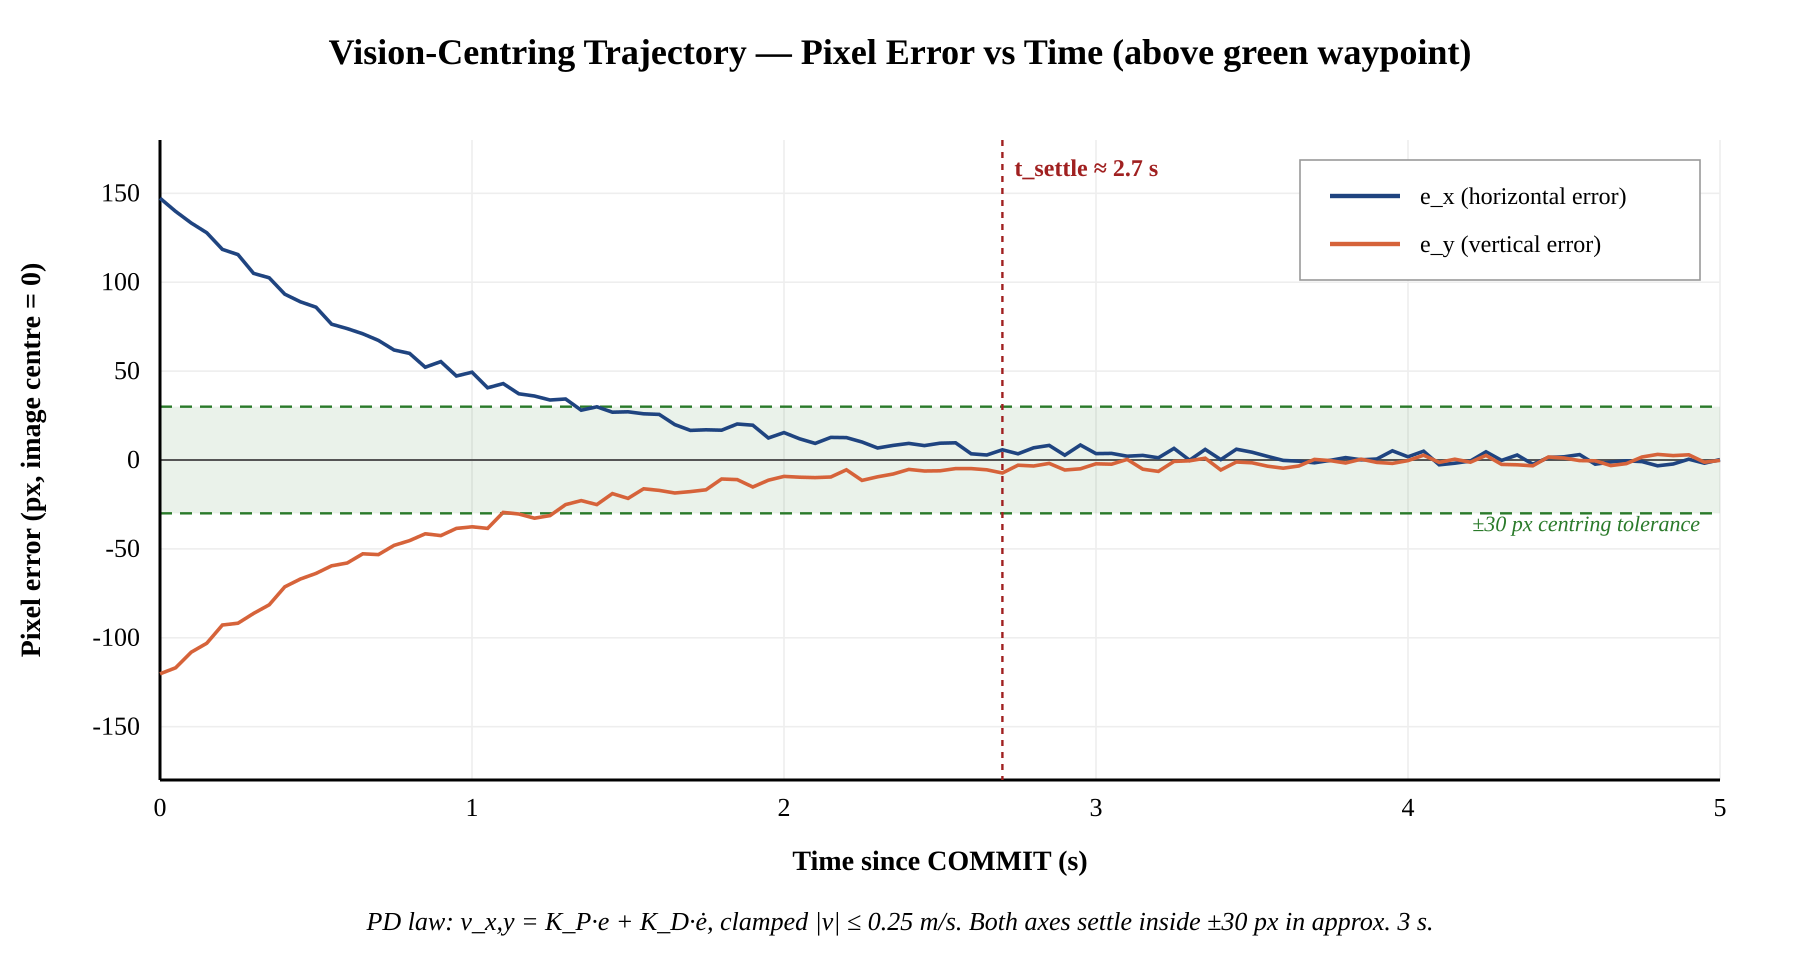 Vision-Centring Trajectory — Pixel Error vs Time (above green waypoint)
t_settle ≈ 2.7 s
e_x (horizontal error)
e_y (vertical error)
Pixel error (px, image centre = 0)
150
100
50
0
-50
-100
-150
±30 px centring tolerance
0 1 2 3 4 5
Time since COMMIT (s)
PD law: v_x,y = K_P·e + K_D·ė, clamped |v| ≤ 0.25 m/s. Both axes settle inside ±30 px in approx. 3 s.